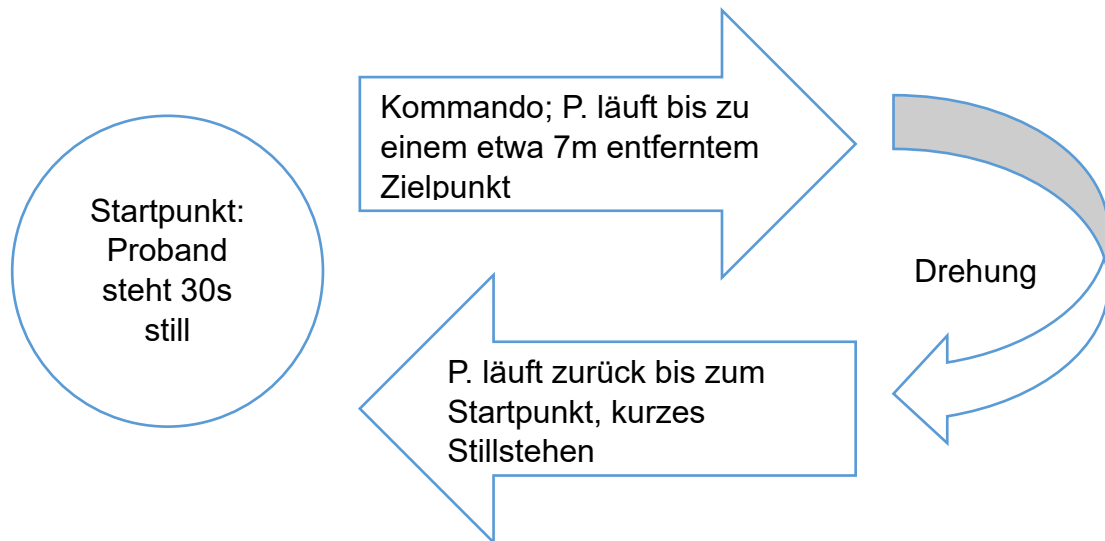 Startpunkt:
Proband
steht 30s
still
Kommando; P. läuft bis zu
einem etwa 7m entferntem
Zielpunkt
Drehung
P. läuft zurück bis zum
Startpunkt, kurzes
Stillstehen